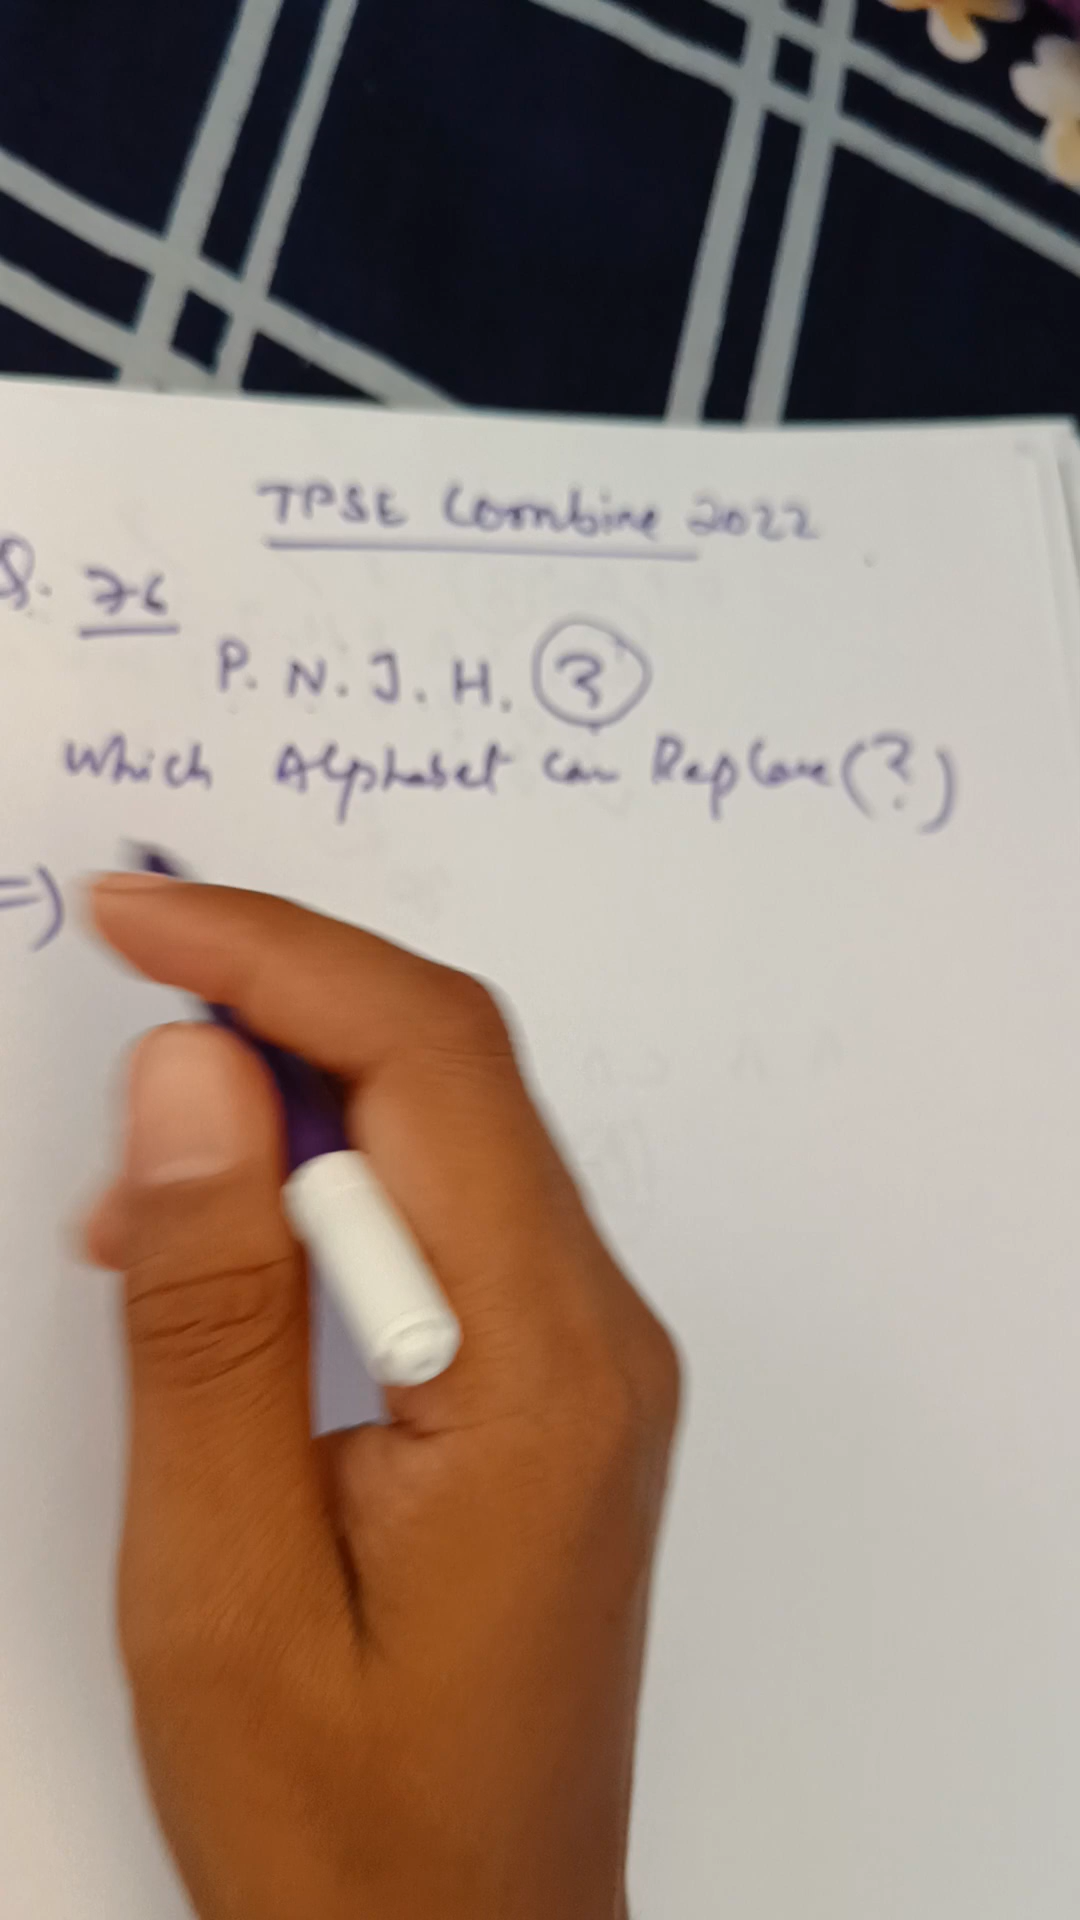 TPSE Combine 2022
Q. 76
P. N. J. H. ?
Which Alphabet can Replace (?)
=)